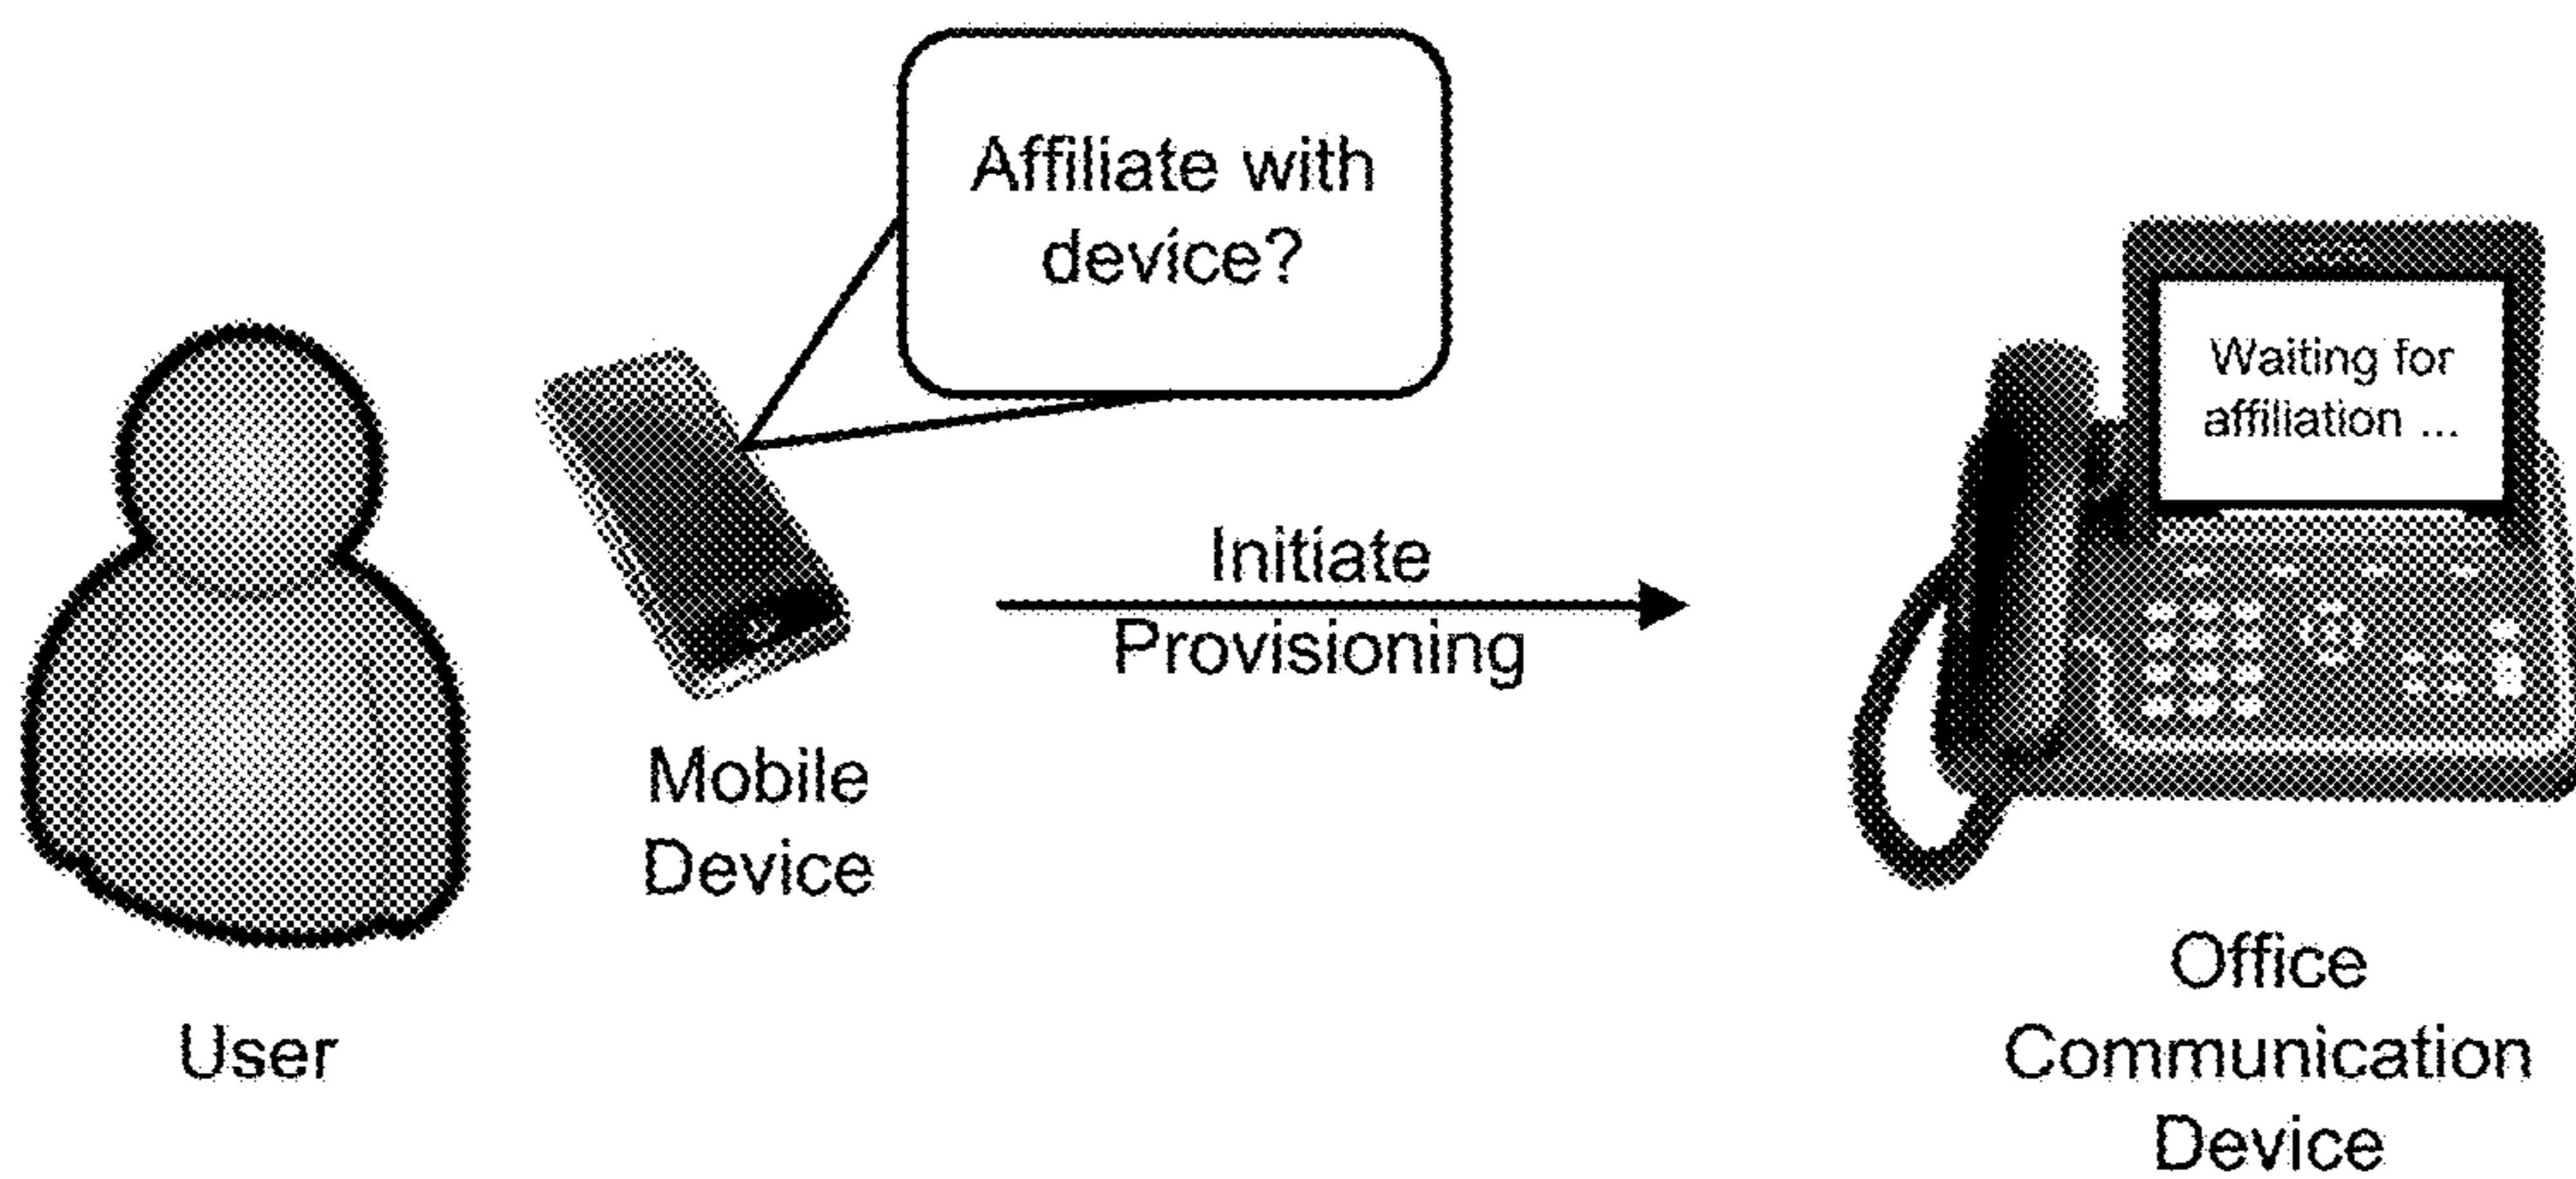 Affiliate with
device?
Waiting for
affiliation ...
Initiate
Provisioning
Mobile
Device
User
Office
Communication
Device